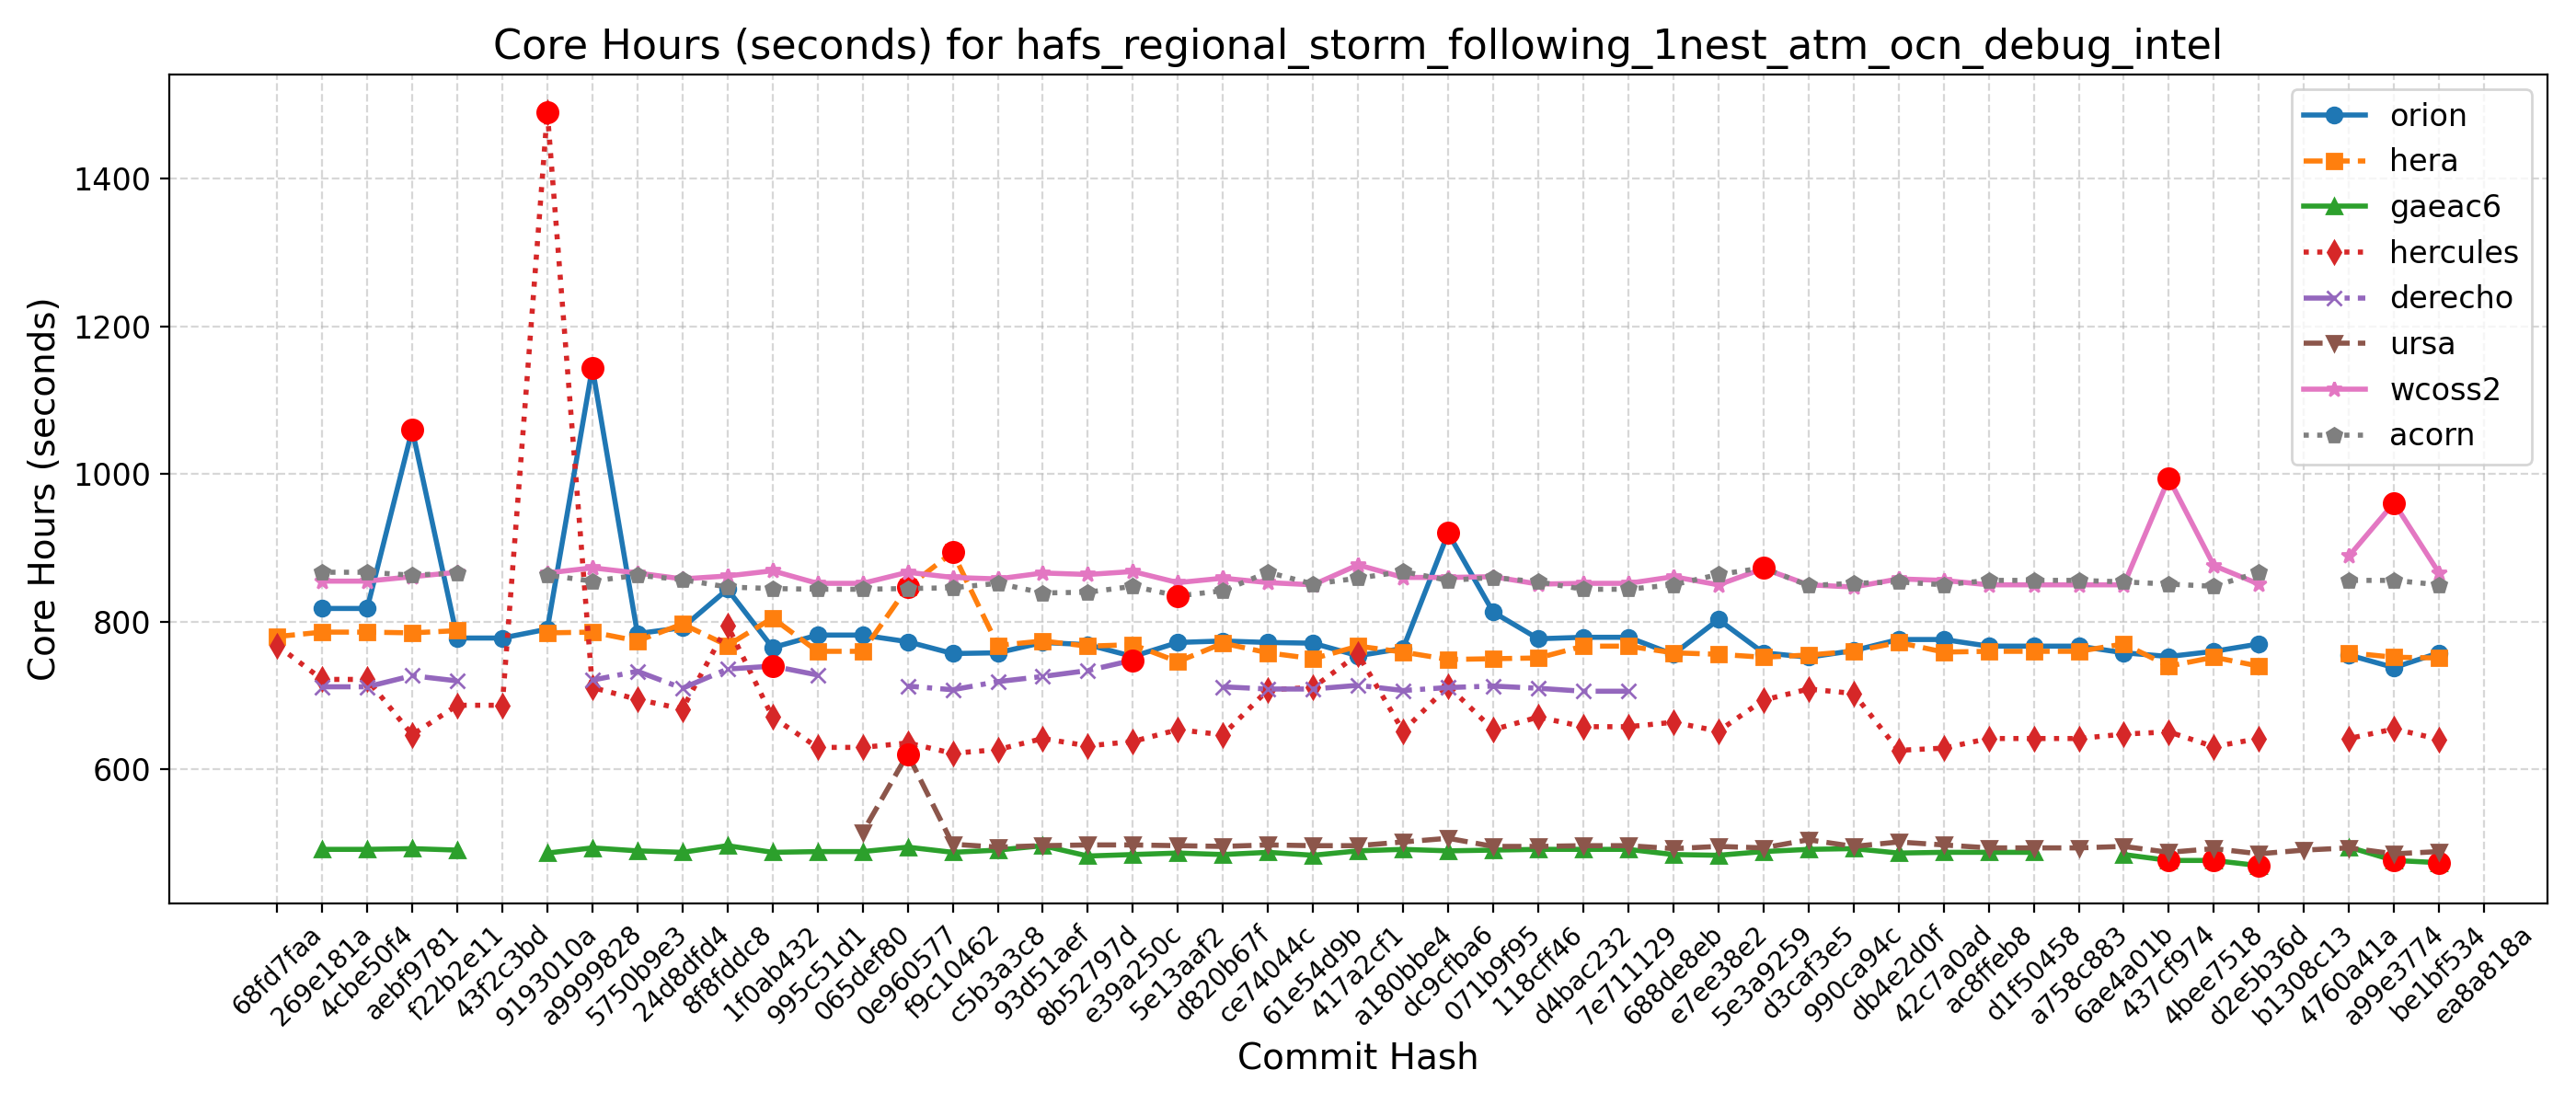 Core Hours (seconds) for hafs_regional_storm_following_1nest_atm_ocn_debug_intel
Core Hours (seconds)
1400
1200
1000
800
600
orion
hera
gaeac6
hercules
derecho
ursa
wcoss2
acorn
68fd7faa
269e181a
4cbe50f4
aebf9781
f22b2e11
43f2c3bd
9193010a
a9999828
5750b9e3
24d8dfd4
8f8fddc8
1f0ab432
995c51d1
065def80
0e960577
f9c10462
c5b3a3c8
93d51aef
8b52797d
e39a250c
5e13aaf2
d820b67f
ce74044c
61e54d9b
417a2cf1
a180bbe4
dc9cfba6
071b9f95
118cff46
d4bac232
7e711129
688de8eb
e7ee38e2
5e3a9259
d3caf3e5
990ca94c
db4e2d0f
42c7a0ad
ac8ffeb8
d1f50458
a758c883
6ae4a01b
437cf974
4bee7518
d2e5b36d
b1308c13
4760a41a
a99e3774
be1bf534
ea8a818a
Commit Hash